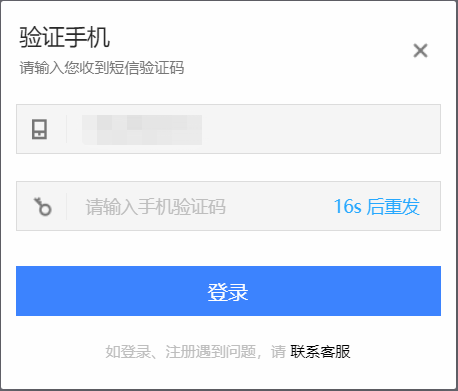 验证手机
请输入您收到短信验证码
请输入手机验证码
16s 后重发
登录
如登录、注册遇到问题，请 联系客服